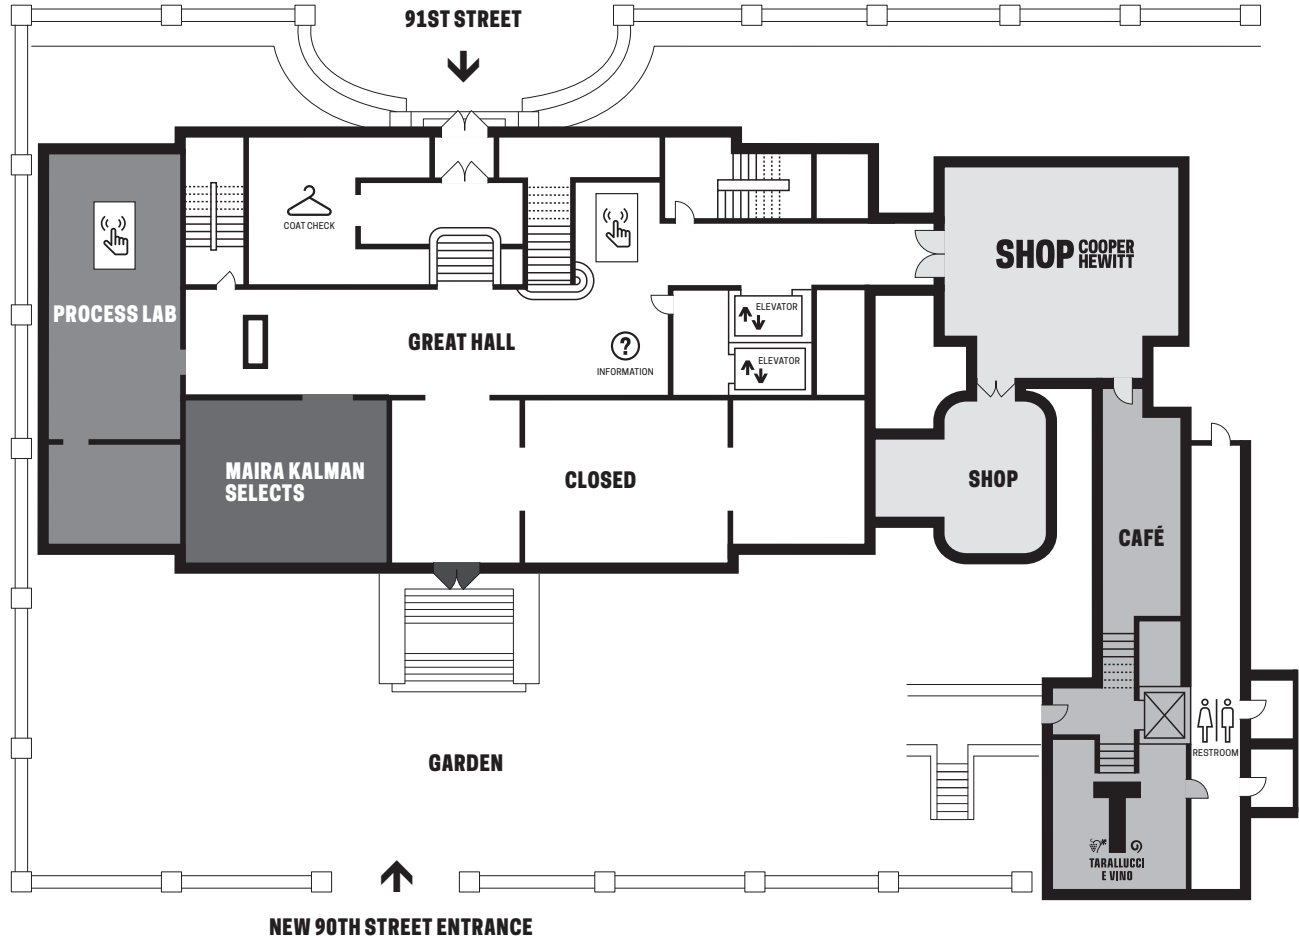 91ST STREET
COAT CHECK
SHOP COOPER
HEWITT
PROCESS LAB
ELEVATOR
GREAT HALL
?
INFORMATION
ELEVATOR
MAIRA KALMAN
SELECTS
CLOSED
SHOP
CAFÉ
RESTROOM
GARDEN
T
TARALLUCCI
E VINO
NEW 90TH STREET ENTRANCE